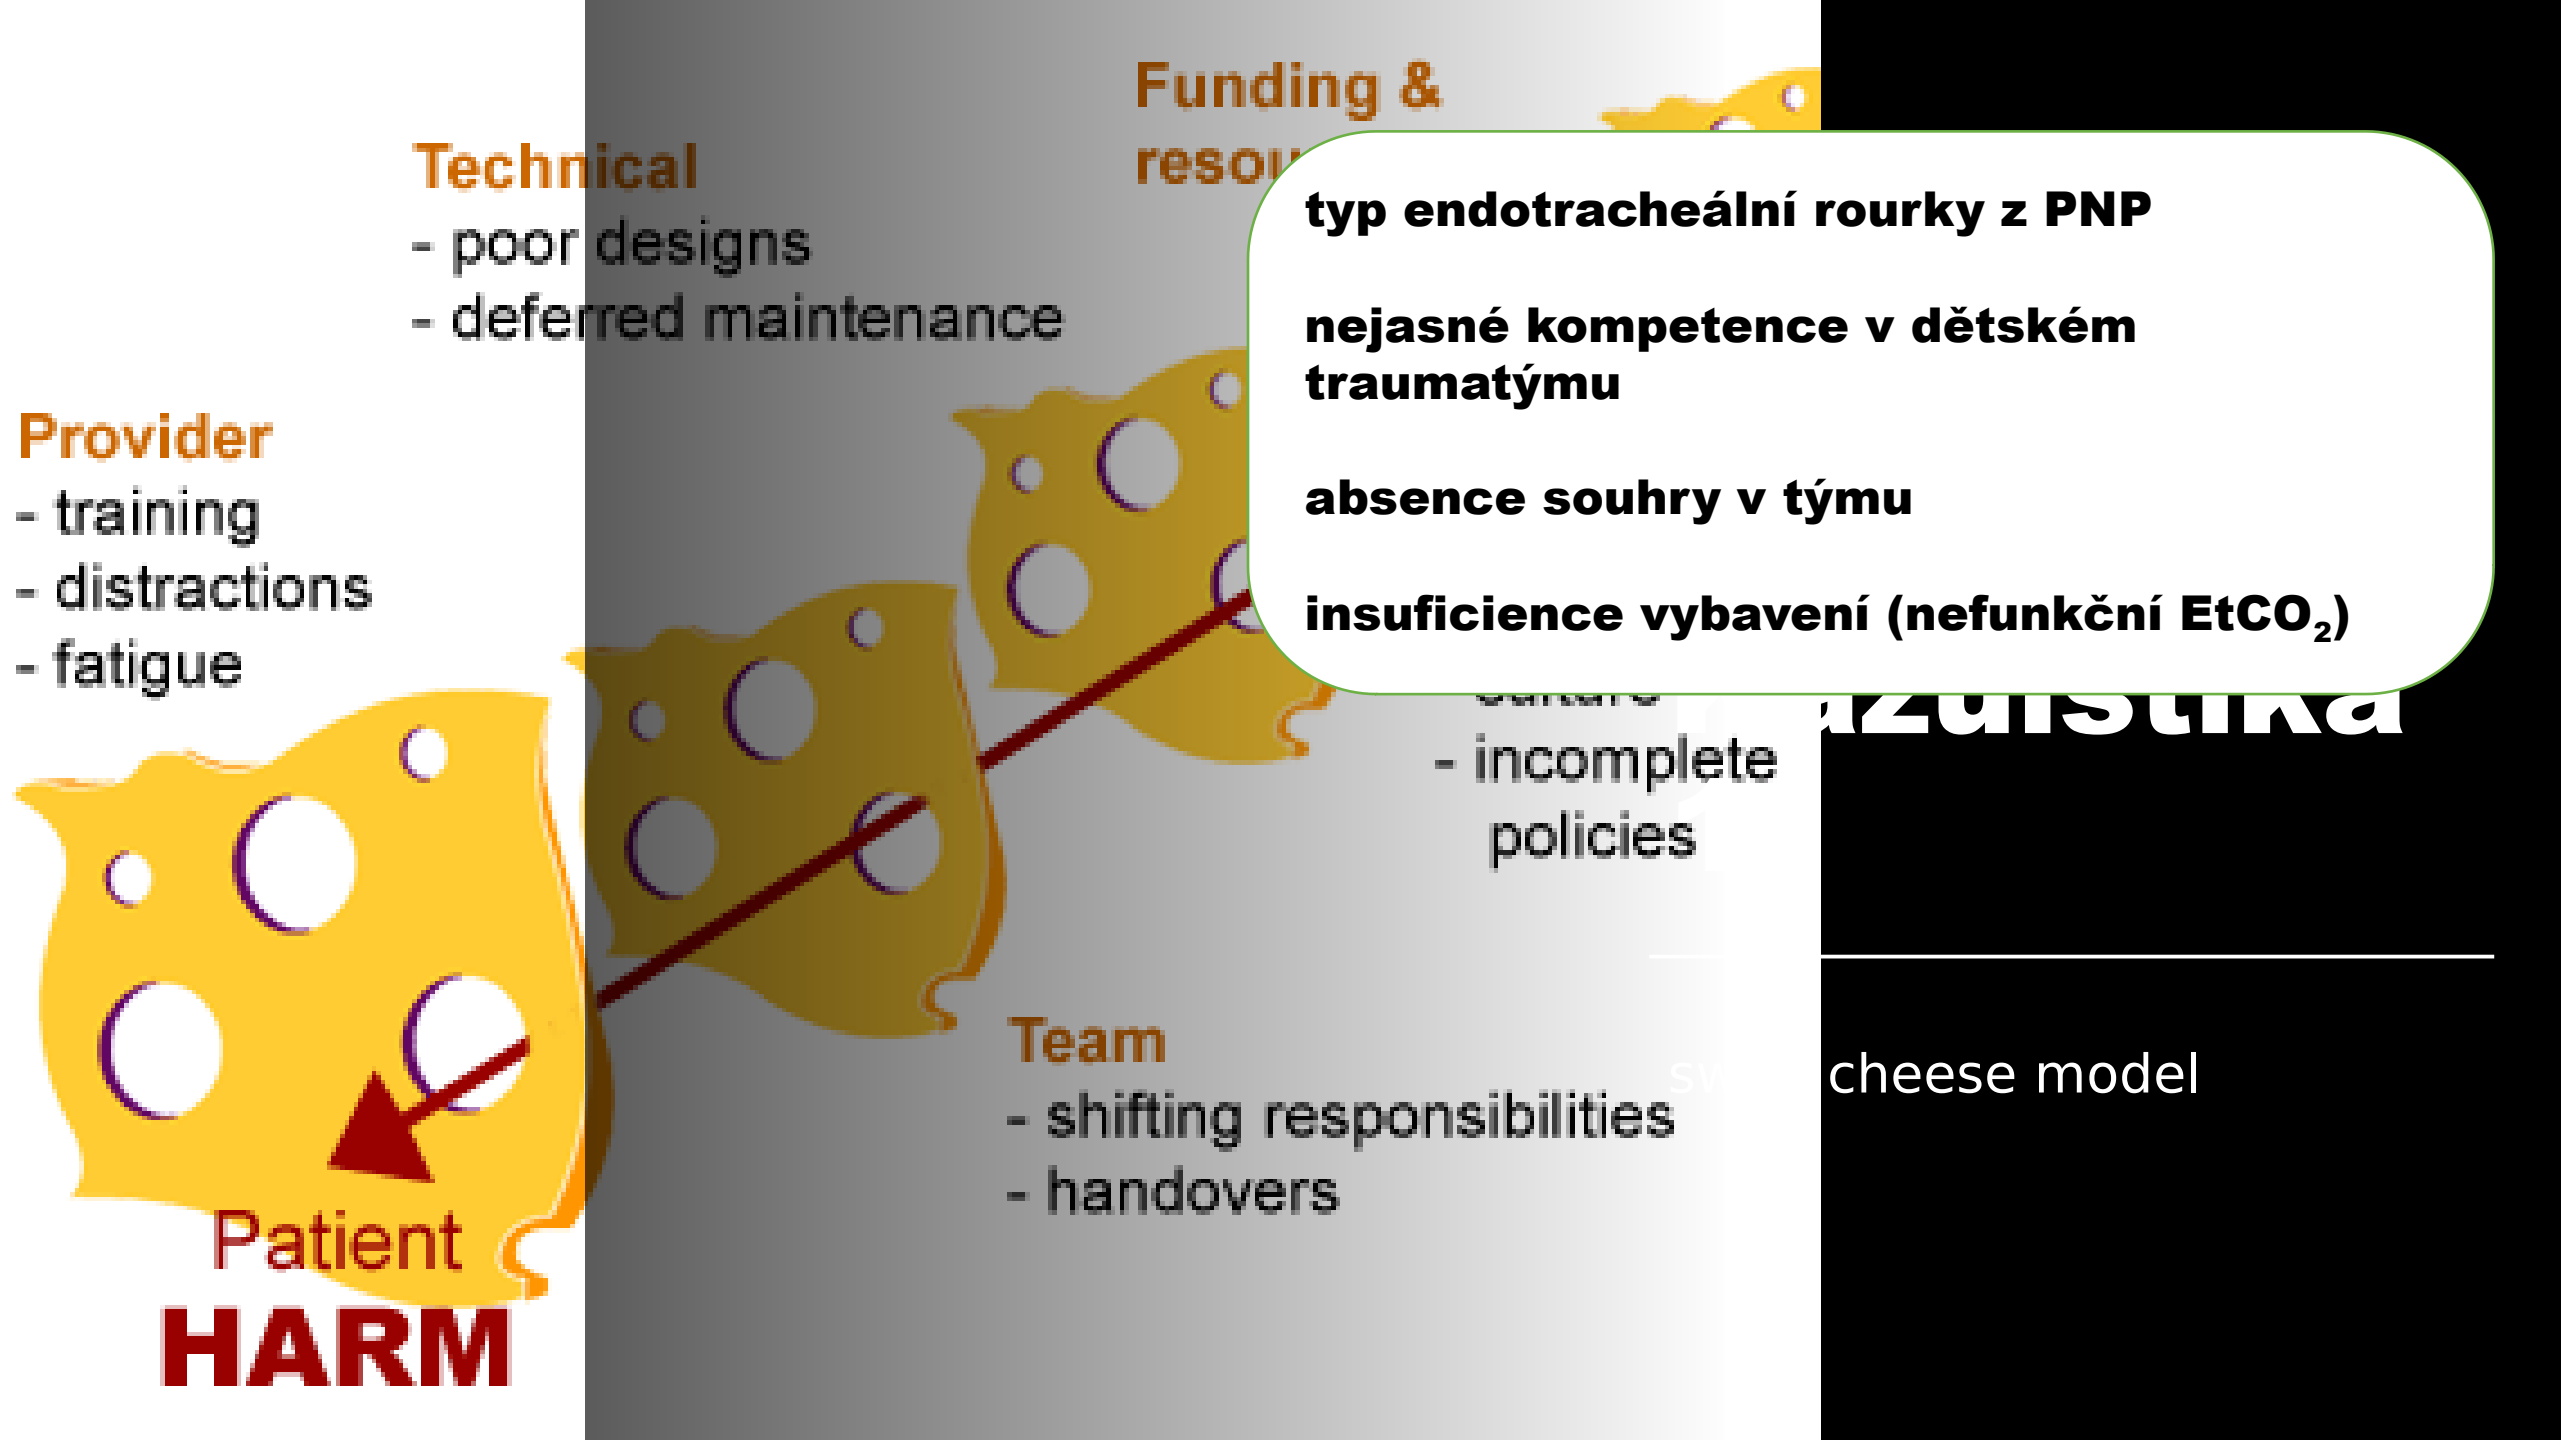 Funding &
Technical
- poor designs
- deferred maintenance
typ endotracheální rourky z PNP
nejasné kompetence v dětském
traumatýmu
absence souhry v týmu
insuficience vybavení (nefunkční EtCO₂)
Provider
- training
- distractions
- fatigue
- incomplete
policies
cheese model
Team
- shifting responsibilities
- handovers
Patient
HARM